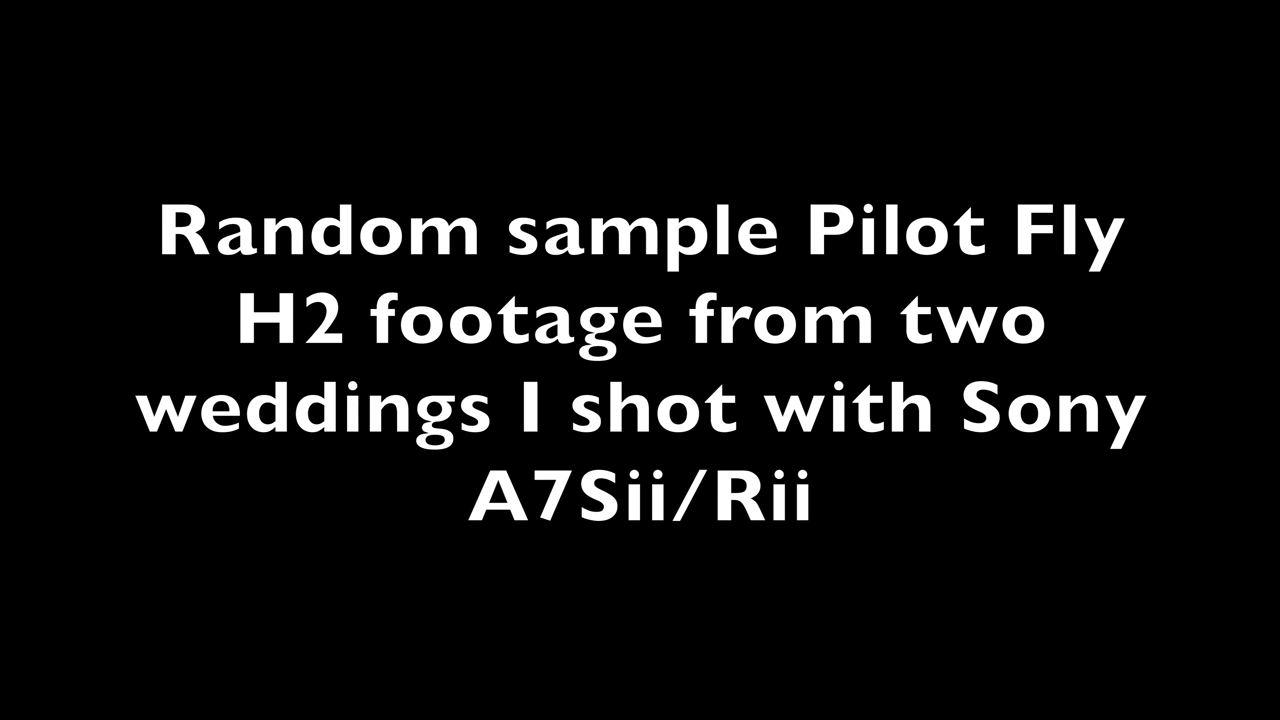 Random sample Pilot Fly
H2 footage from two
weddings I shot with Sony
A7Sii/Rii